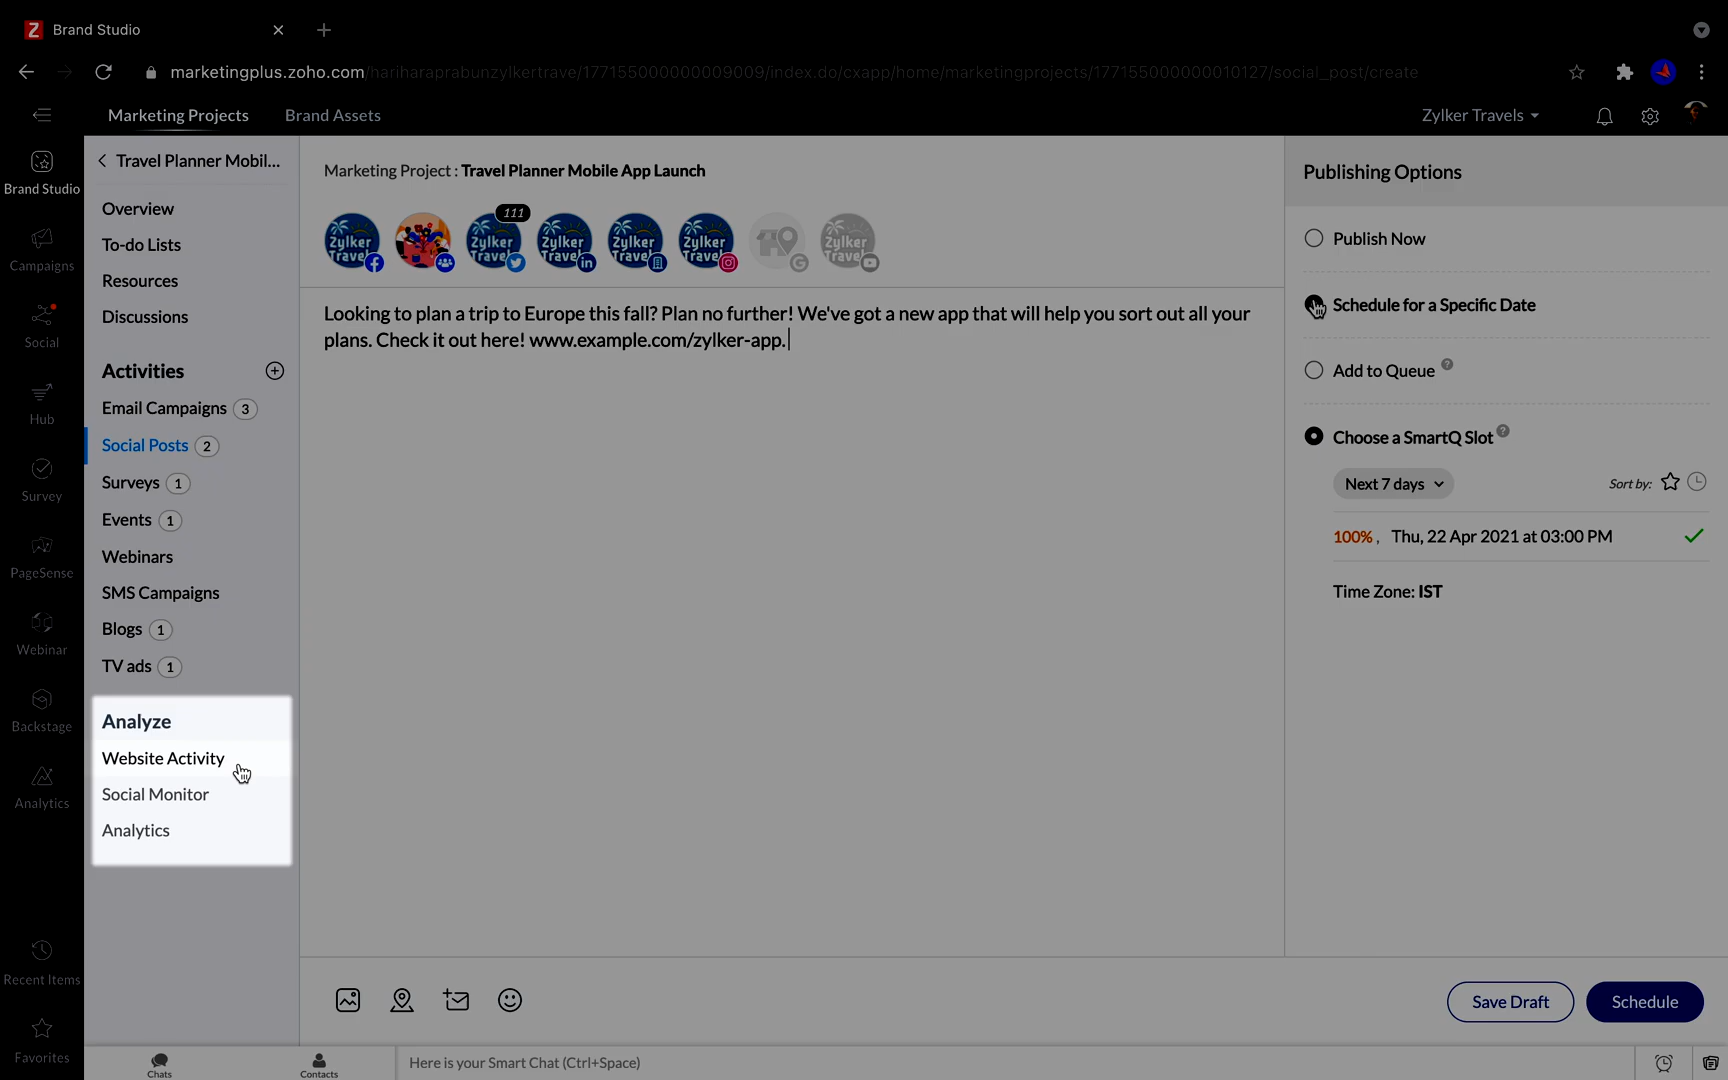 Brand Studio
marketingplus.zoho.com/hariharaprabunzylkertrave/177155000000009009/index.do/cxapp/home/marketingprojects/177155000000010127/social_post/create
Marketing Projects
Brand Assets
Zylker Travels
Brand Studio
Campaigns
Social
Hub
Survey
PageSense
Webinar
Backstage
Analytics
Recent Items
Favorites
Travel Planner Mobil...
Overview
To-do Lists
Resources
Discussions
Activities
Email Campaigns 3
Social Posts 2
Surveys 1
Events 1
Webinars
SMS Campaigns
Blogs 1
TV ads 1
Analyze
Website Activity
Social Monitor
Analytics
Marketing Project : Travel Planner Mobile App Launch
111
Zylker Travel
Zylker Travel
Zylker Travel
Zylker Travel
Zylker Travel
Zylker Travel
Looking to plan a trip to Europe this fall? Plan no further! We've got a new app that will help you sort out all your
plans. Check it out here! www.example.com/zylker-app.
Publishing Options
Publish Now
Schedule for a Specific Date
Add to Queue ?
Choose a SmartQ Slot ?
Next 7 days
Sort by:
100% , Thu, 22 Apr 2021 at 03:00 PM
Time Zone: IST
Save Draft
Schedule
Chats
Contacts
Here is your Smart Chat (Ctrl+Space)